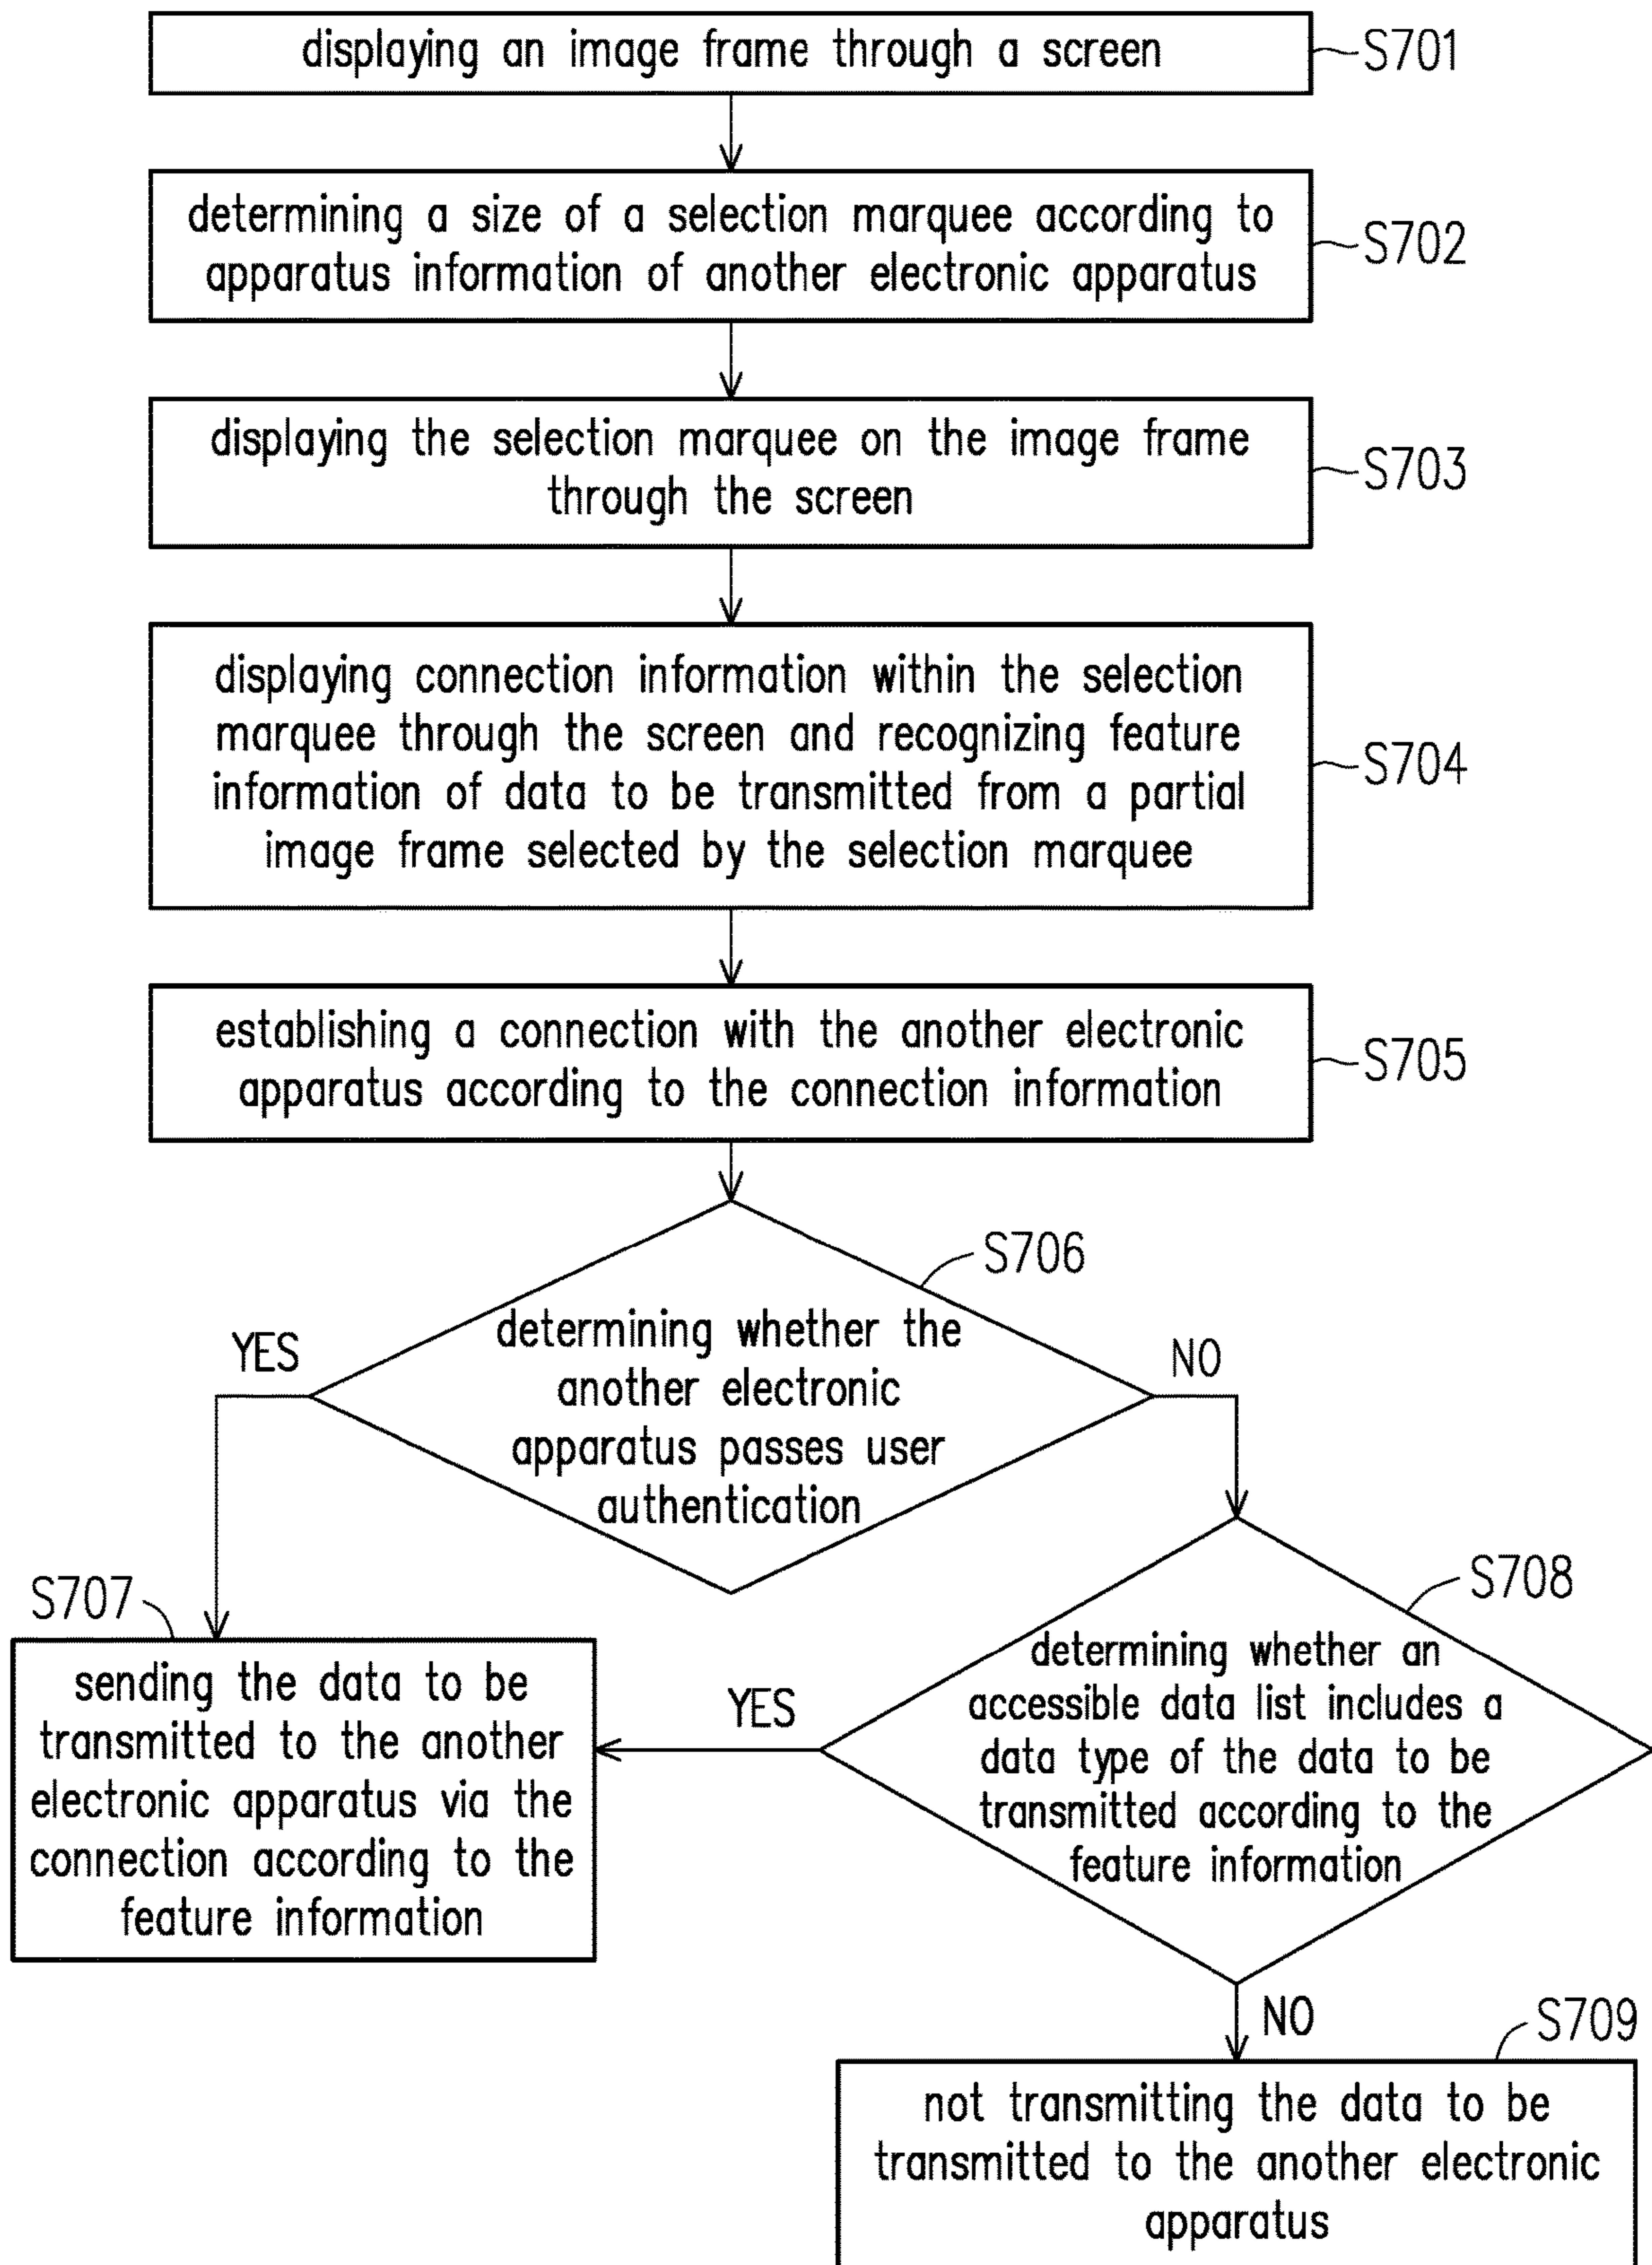 displaying an image frame through a screen
S701
determining a size of a selection marquee according to
apparatus information of another electronic apparatus
S702
displaying the selection marquee on the image frame
through the screen
S703
displaying connection information within the selection
marquee through the screen and recognizing feature
information of data to be transmitted from a partial
image frame selected by the selection marquee
S704
establishing a connection with the another electronic
apparatus according to the connection information
S705
S706
determining whether the
another electronic
apparatus passes user
authentication
YES
NO
S707
sending the data to be
transmitted to the another
electronic apparatus via the
connection according to the
feature information
S708
determining whether an
accessible data list includes a
data type of the data to be
transmitted according to the
feature information
YES
NO
S709
not transmitting the data to be
transmitted to the another electronic
apparatus